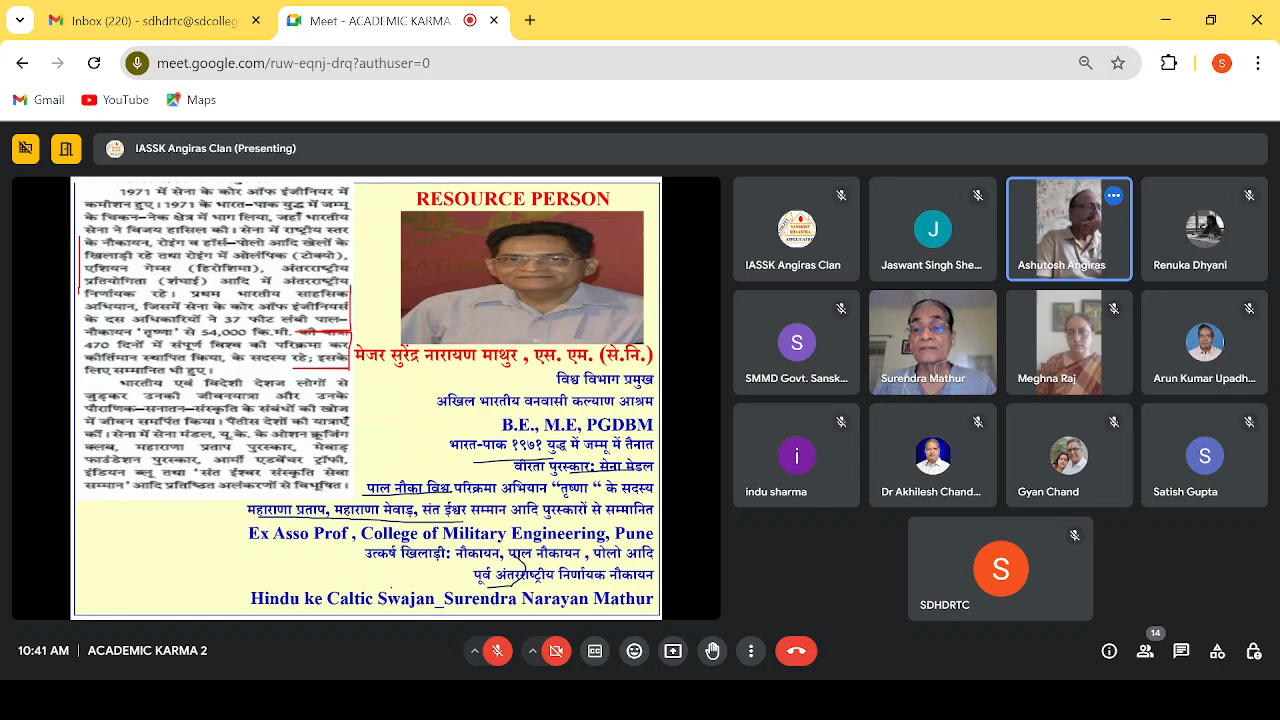 Inbox (220) - sdhdrtc@sdcolleg
Meet - ACADEMIC KARMA
meet.google.com/ruw-eqnj-drq?authuser=0
S
Gmail
YouTube
Maps
IASSK Angiras Clan (Presenting)
1971 में सेना के कोर ऑफ इंजीनियर में
कमीशन हुए। 1971 के भारत-पाक युद्ध में जम्मू
के चिकन-नेक क्षेत्र में भाग लिया, जहाँ भारतीय
सेना ने विजय हासिल की। सेना में राष्ट्रीय स्तर
के नौकायन, रोइंग व हॉर्स-पोलो आदि खेलों के
खिलाड़ी रहे तथा रोइंग में ओलंपिक (टोक्यो),
एशियन गेम्स (हिरोशिमा), अंतरराष्ट्रीय
प्रतियोगिता (शंघाई) आदि में अंतरराष्ट्रीय
निर्णायक रहे। प्रथम भारतीय साहसिक
अभियान, जिसमें सेना के कोर ऑफ इंजीनियर्स
के दस अधिकारियों ने 37 फीट लंबी पाल-
नौकायन 'तृष्णा' से 54,000 कि.मी. की यात्रा
470 दिनों में संपूर्ण विश्व की परिक्रमा कर
कीर्तिमान स्थापित किया, के सदस्य रहे; इसके
लिए सम्मानित भी हुए।
भारतीय एवं विदेशी देशज लोगों से
जुड़कर उनकी जीवनयात्रा और उनके
पौराणिक-सनातन-संस्कृति के संबंधों की खोज
में जीवन समर्पित किया। पैंतीस देशों की यात्राएँ
कीं। सेना में सेना मंडल, यू.के. के ओशन क्रूजिंग
क्लब, महाराणा प्रताप पुरस्कार, मेवाड़
फाउंडेशन पुरस्कार, आर्मी एडवेंचर ट्रॉफी,
इंडियन ब्लू तथा 'संत ईश्वर संस्कृति सेवा
सम्मान' आदि प्रतिष्ठित अलंकरणों से विभूषित।
RESOURCE PERSON
मेजर सुरेंद्र नारायण माथुर , एस. एम. (से.नि.)
विश्व विभाग प्रमुख
अखिल भारतीय वनवासी कल्याण आश्रम
B.E., M.E, PGDBM
भारत-पाक १९७१ युद्ध में जम्मू में तैनात
वीरता पुरस्कार: सेना मेडल
पाल नौका विश्व परिक्रमा अभियान "तृष्णा " के सदस्य
महाराणा प्रताप, महाराणा मेवाड़, संत ईश्वर सम्मान आदि पुरस्कारों से सम्मानित
Ex Asso Prof , College of Military Engineering, Pune
उत्कर्ष खिलाड़ी: नौकायन, पाल नौकायन , पोलो आदि
पूर्व अंतरराष्ट्रीय निर्णायक नौकायन
Hindu ke Caltic Swajan_Surendra Narayan Mathur
IASSK Angiras Clan
J
Jaswant Singh She...
Ashutosh Angiras
Renuka Dhyani
S
SMMD Govt. Sansk...
Surendra Mathur
Meghna Raj
Arun Kumar Upadh...
i
indu sharma
Dr Akhilesh Chand...
Gyan Chand
S
Satish Gupta
S
SDHDRTC
10:41 AM | ACADEMIC KARMA 2
14